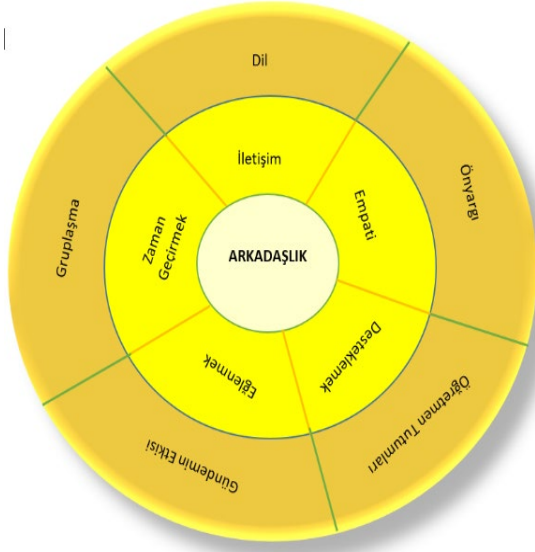 Dil
Önyargı
Öğretmen Tutumları
Gündemin Etkisi
Gruplaşma
İletişim
Empati
Desteklemek
Eğlenmek
Zaman
Geçirmek
ARKADAŞLIK